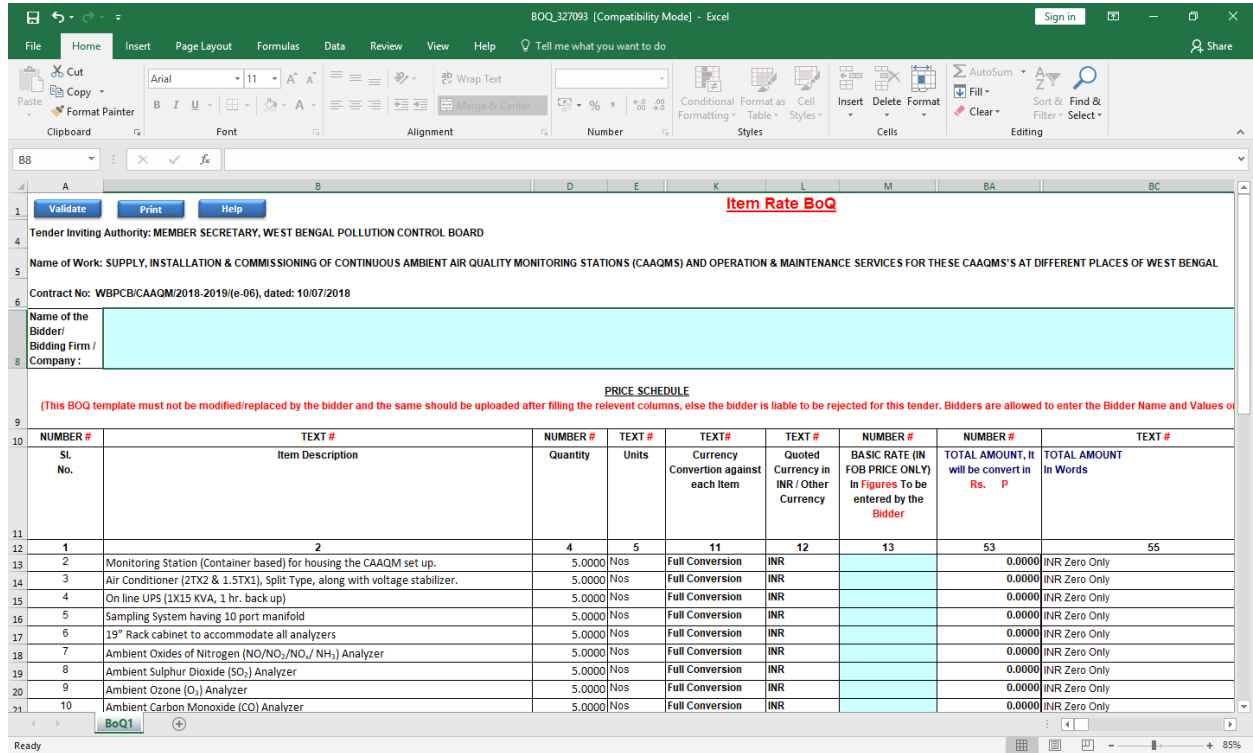 BOQ_327093 [Compatibility Mode] - Excel
Sign in
File Home Insert Page Layout Formulas Data Review View Help Tell me what you want to do Share
Paste
Cut
Copy
Format Painter
Clipboard
Arial 11
B I U
Font
Wrap Text
Merge & Center
Alignment
Number
Conditional Formatting
Format as Table
Cell Styles
Styles
Insert Delete Format
Cells
AutoSum
Fill
Clear
Sort & Filter
Find & Select
Editing
B8 fx
A B D E K L M BA BC
1 Validate Print Help Item Rate BoQ
4 Tender Inviting Authority: MEMBER SECRETARY, WEST BENGAL POLLUTION CONTROL BOARD
5 Name of Work: SUPPLY, INSTALLATION & COMMISSIONING OF CONTINUOUS AMBIENT AIR QUALITY MONITORING STATIONS (CAAQMS) AND OPERATION & MAINTENANCE SERVICES FOR THESE CAAQMS'S AT DIFFERENT PLACES OF WEST BENGAL
6 Contract No: WBPCB/CAAQM/2018-2019/(e-06), dated: 10/07/2018
Name of the
Bidder/
Bidding Firm /
8 Company :
PRICE SCHEDULE
(This BOQ template must not be modified/replaced by the bidder and the same should be uploaded after filling the relevent columns, else the bidder is liable to be rejected for this tender. Bidders are allowed to enter the Bidder Name and Values
9
10 NUMBER # TEXT # NUMBER # TEXT # TEXT# TEXT # NUMBER # NUMBER # TEXT #
11 Sl. No. Item Description Quantity Units Currency Convertion against each Item Quoted Currency in INR / Other Currency BASIC RATE (IN FOB PRICE ONLY) In Figures To be entered by the Bidder TOTAL AMOUNT, It will be convert in Rs. P TOTAL AMOUNT In Words
12 1 2 4 5 11 12 13 53 55
13 2 Monitoring Station (Container based) for housing the CAAQM set up. 5.0000 Nos Full Conversion INR 0.0000 INR Zero Only
14 3 Air Conditioner (2TX2 & 1.5TX1), Split Type, along with voltage stabilizer. 5.0000 Nos Full Conversion INR 0.0000 INR Zero Only
15 4 On line UPS (1X15 KVA, 1 hr. back up) 5.0000 Nos Full Conversion INR 0.0000 INR Zero Only
16 5 Sampling System having 10 port manifold 5.0000 Nos Full Conversion INR 0.0000 INR Zero Only
17 6 19" Rack cabinet to accommodate all analyzers 5.0000 Nos Full Conversion INR 0.0000 INR Zero Only
18 7 Ambient Oxides of Nitrogen (NO/NO₂/NOₓ/ NH₃) Analyzer 5.0000 Nos Full Conversion INR 0.0000 INR Zero Only
19 8 Ambient Sulphur Dioxide (SO₂) Analyzer 5.0000 Nos Full Conversion INR 0.0000 INR Zero Only
20 9 Ambient Ozone (O₃) Analyzer 5.0000 Nos Full Conversion INR 0.0000 INR Zero Only
21 10 Ambient Carbon Monoxide (CO) Analyzer 5.0000 Nos Full Conversion INR 0.0000 INR Zero Only
BoQ1
Ready 85%